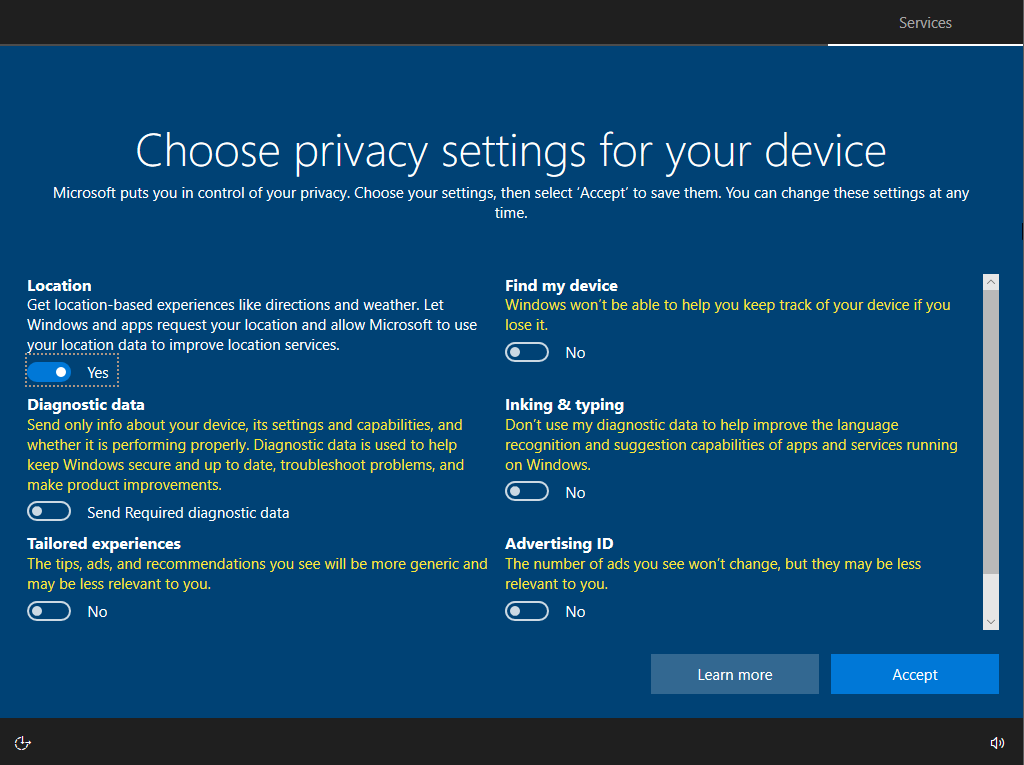 Services
Choose privacy settings for your device
Microsoft puts you in control of your privacy. Choose your settings, then select ‘Accept’ to save them. You can change these settings at any
time.
Location
Get location-based experiences like directions and weather. Let
Windows and apps request your location and allow Microsoft to use
your location data to improve location services.
Yes
Find my device
Windows won’t be able to help you keep track of your device if you
lose it.
No
Diagnostic data
Send only info about your device, its settings and capabilities, and
whether it is performing properly. Diagnostic data is used to help
keep Windows secure and up to date, troubleshoot problems, and
make product improvements.
Send Required diagnostic data
Inking & typing
Don’t use my diagnostic data to help improve the language
recognition and suggestion capabilities of apps and services running
on Windows.
No
Tailored experiences
The tips, ads, and recommendations you see will be more generic and
may be less relevant to you.
No
Advertising ID
The number of ads you see won’t change, but they may be less
relevant to you.
No
Learn more
Accept